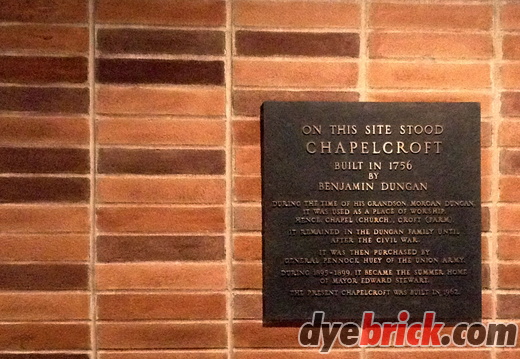 ON THIS SITE STOOD
CHAPELCROFT
BUILT IN 1756
BY
BENJAMIN DUNGAN
DURING THE TIME OF HIS GRANDSON, MORGAN DUNGAN,
IT WAS USED AS A PLACE OF WORSHIP.
HENCE CHAPEL (CHURCH), CROFT (FARM).
IT REMAINED IN THE DUNGAN FAMILY UNTIL
AFTER THE CIVIL WAR.
IT WAS THEN PURCHASED BY
GENERAL PENNOCK HUEY OF THE UNION ARMY.
DURING 1895-1899, IT BECAME THE SUMMER HOME
OF MAYOR EDWARD STEWART.
THE PRESENT CHAPELCROFT WAS BUILT IN 1962.
dyebrick.com